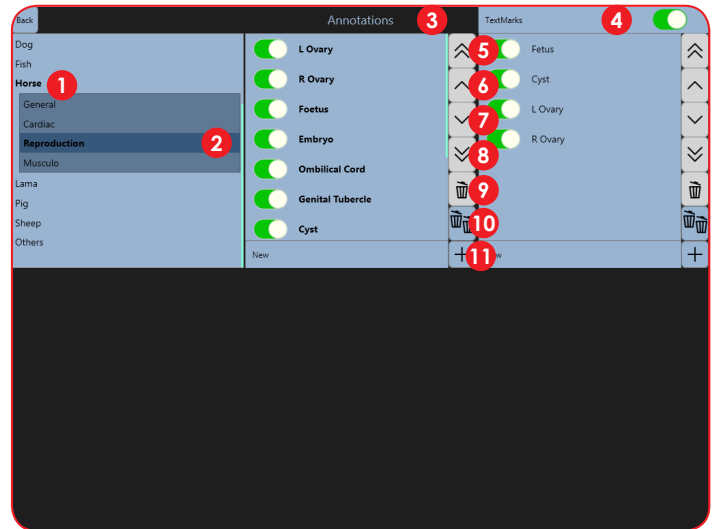 Back
Annotations
3
TextMarks
4
Dog
Fish
Horse
1
General
Cardiac
Reproduction
2
Musculo
Lama
Pig
Sheep
Others
L Ovary
R Ovary
Foetus
Embryo
Ombilical Cord
Genital Tubercle
Cyst
New
5
6
7
8
9
10
11
Fetus
Cyst
L Ovary
R Ovary